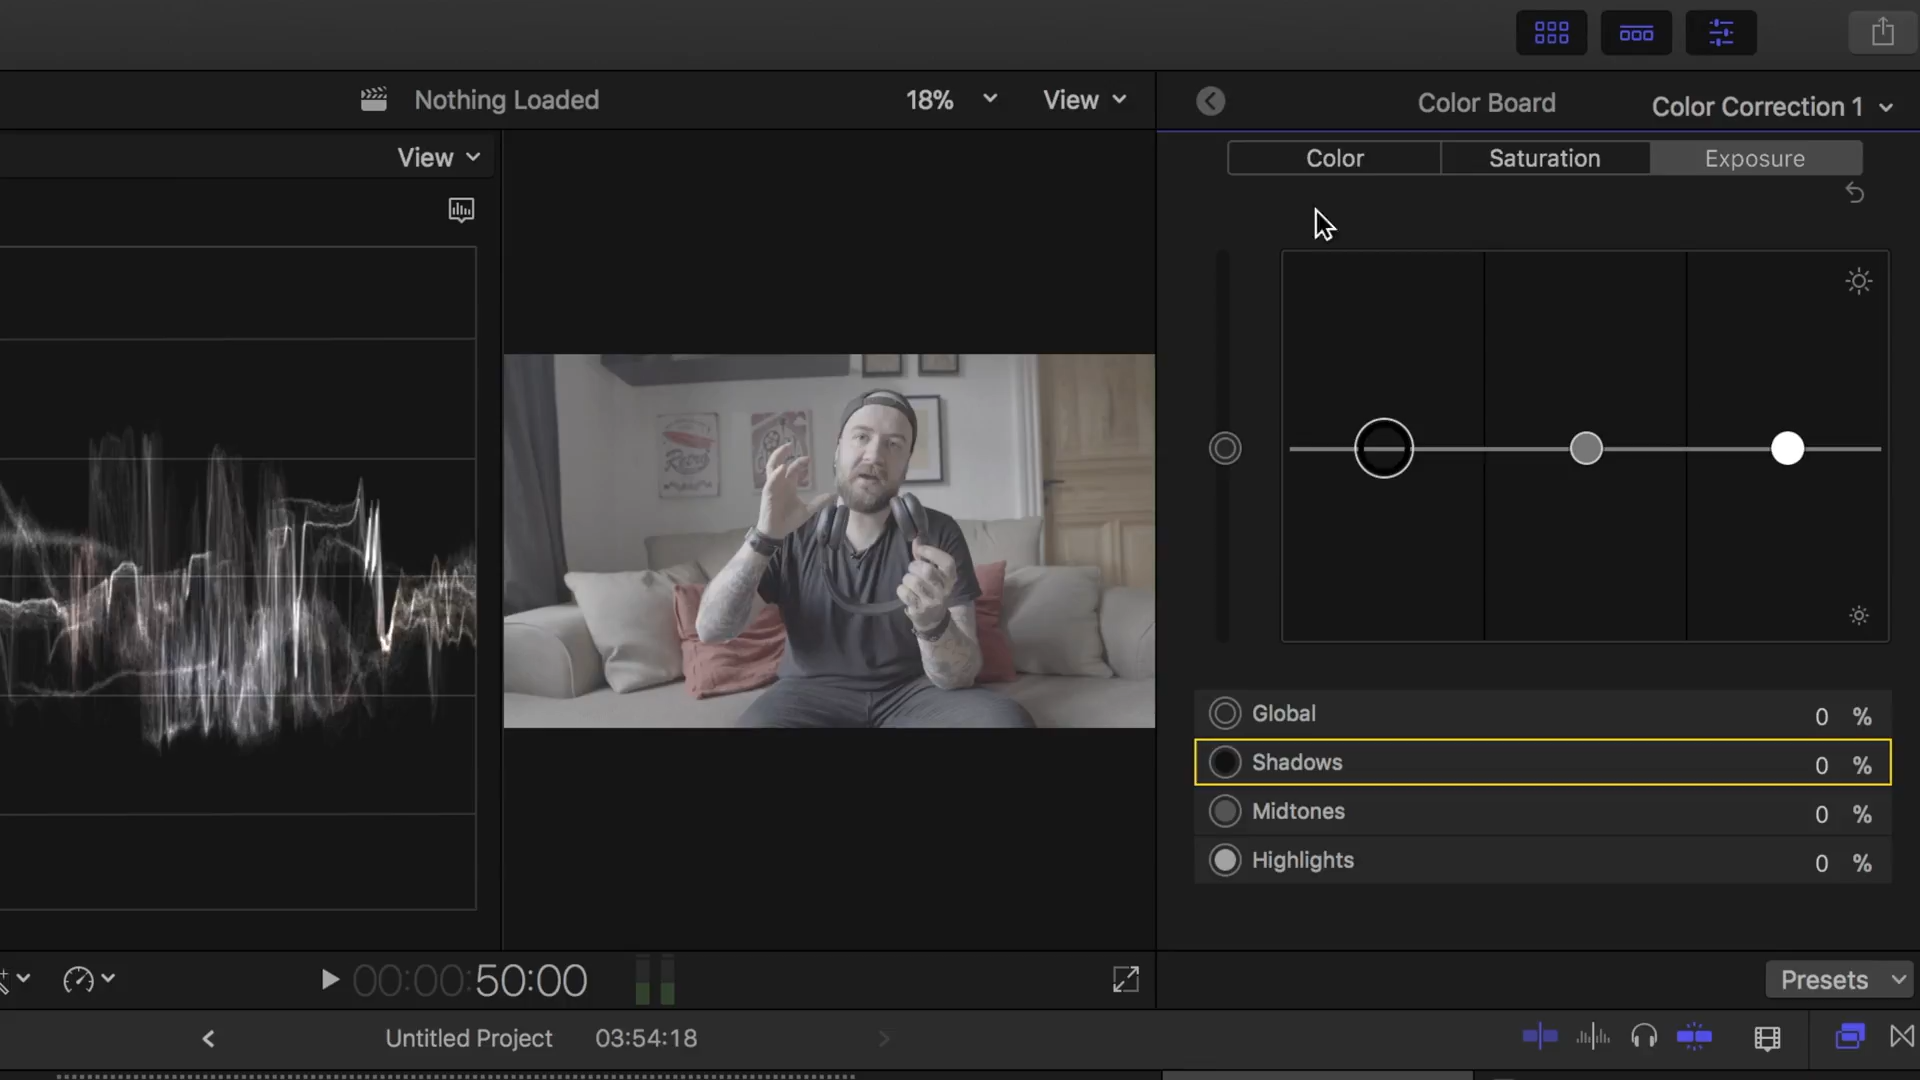 Nothing Loaded
18%
View
Color Board
Color Correction 1
View
Color
Saturation
Exposure
Retro
Global 0 %
Shadows 0 %
Midtones 0 %
Highlights 0 %
00:00:50:00
Presets
Untitled Project
03:54:18